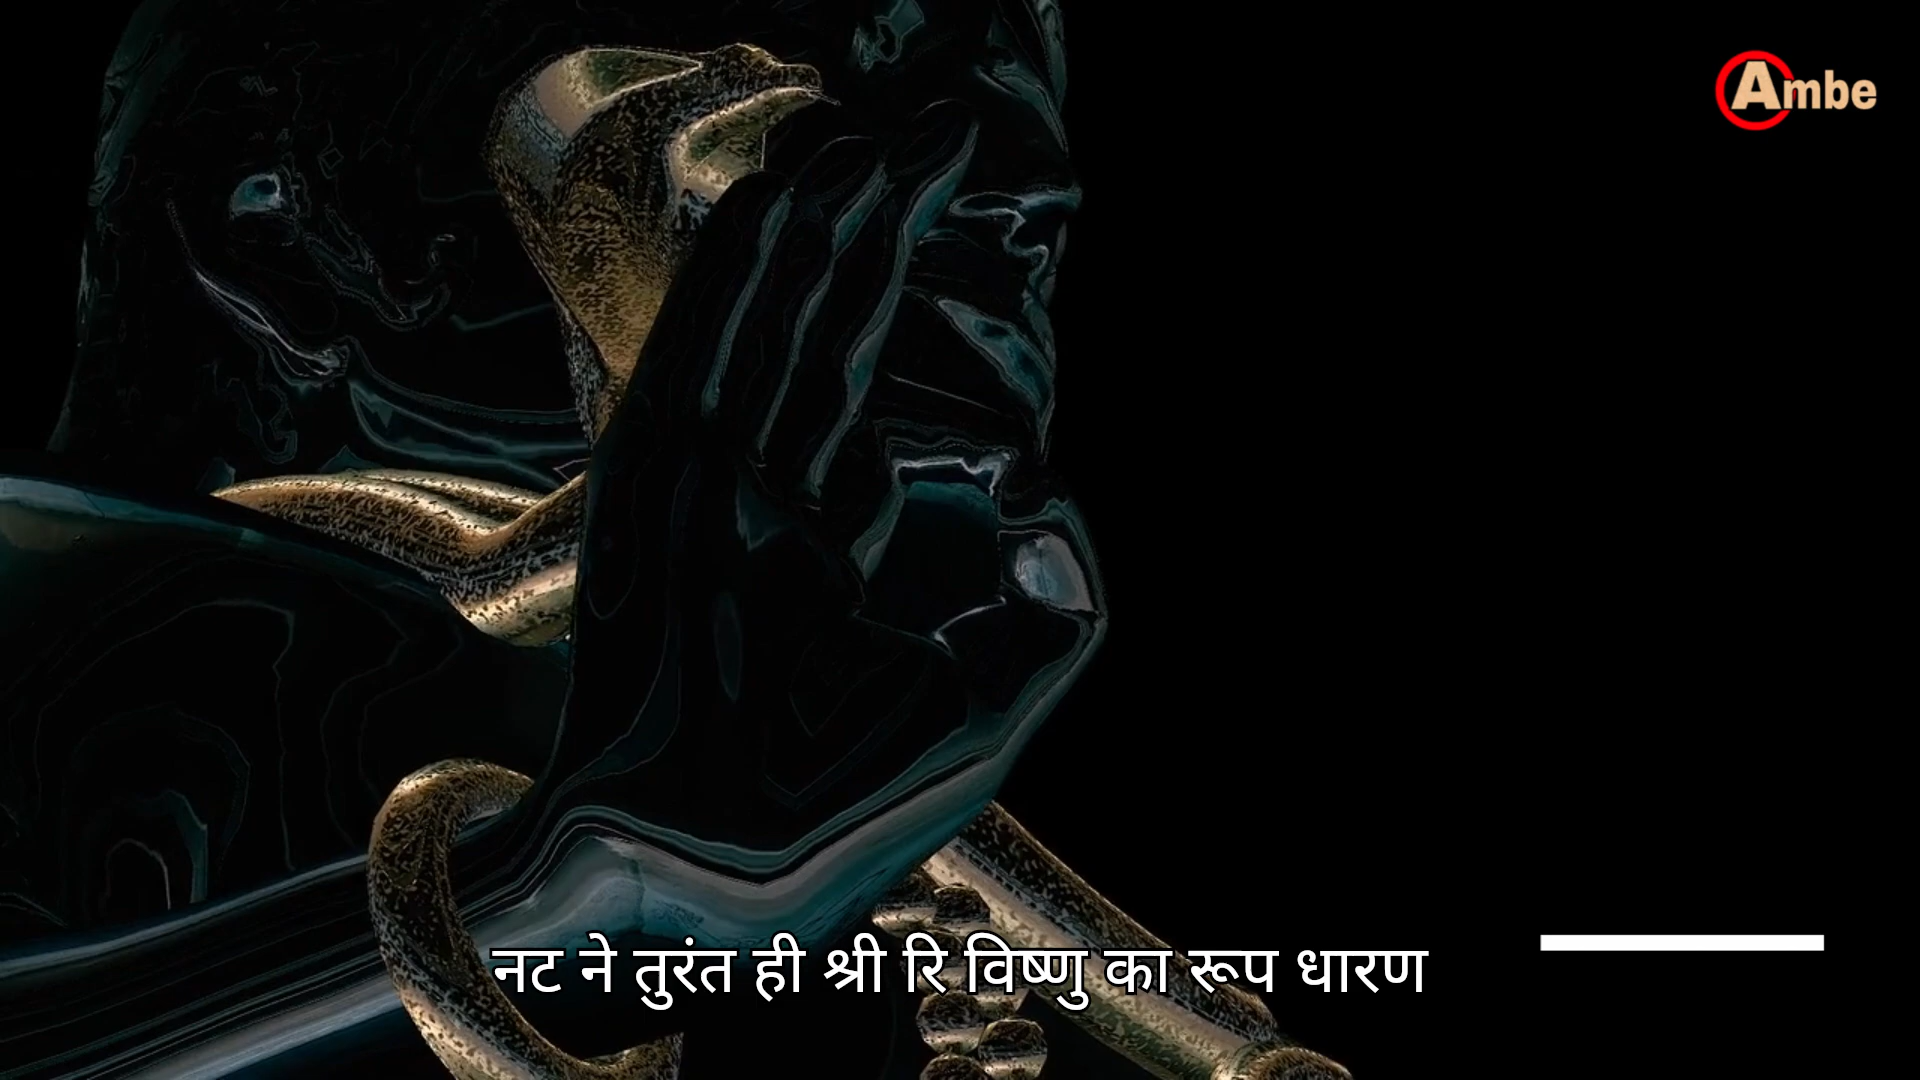 Ambe
नट ने तुरंत ही श्री रि विष्णु का रूप धारण